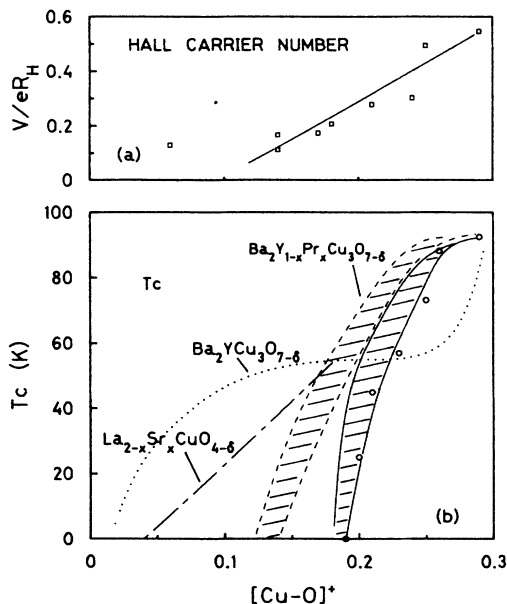 0.6
0.4
0.2
0
V/eR_H
HALL CARRIER NUMBER
(a)
100
80
60
40
20
0
Tc (K)
Tc
Ba₂Y₁₋ₓPrₓCu₃O₇₋δ
Ba₂YCu₃O₇₋δ
La₂₋ₓSrₓCuO₄₋δ
(b)
0
0.1
0.2
0.3
[Cu-O]⁺